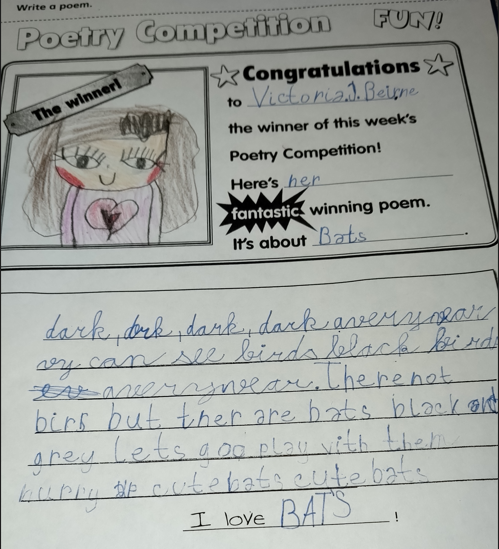 Write a poem.
Poetry Competition FUN!
The winner!
Congratulations
to Victoria.J.Beirne
the winner of this week's
Poetry Competition!
Here's her
fantastic winning poem.
It's about Bats.
dark, dark, dark, dark averywear
can see birds black birds
averrywear. There not
birs but ther are bats black and
grey lets goo play with them
hurry up cute bats cute bats
I love BATS!